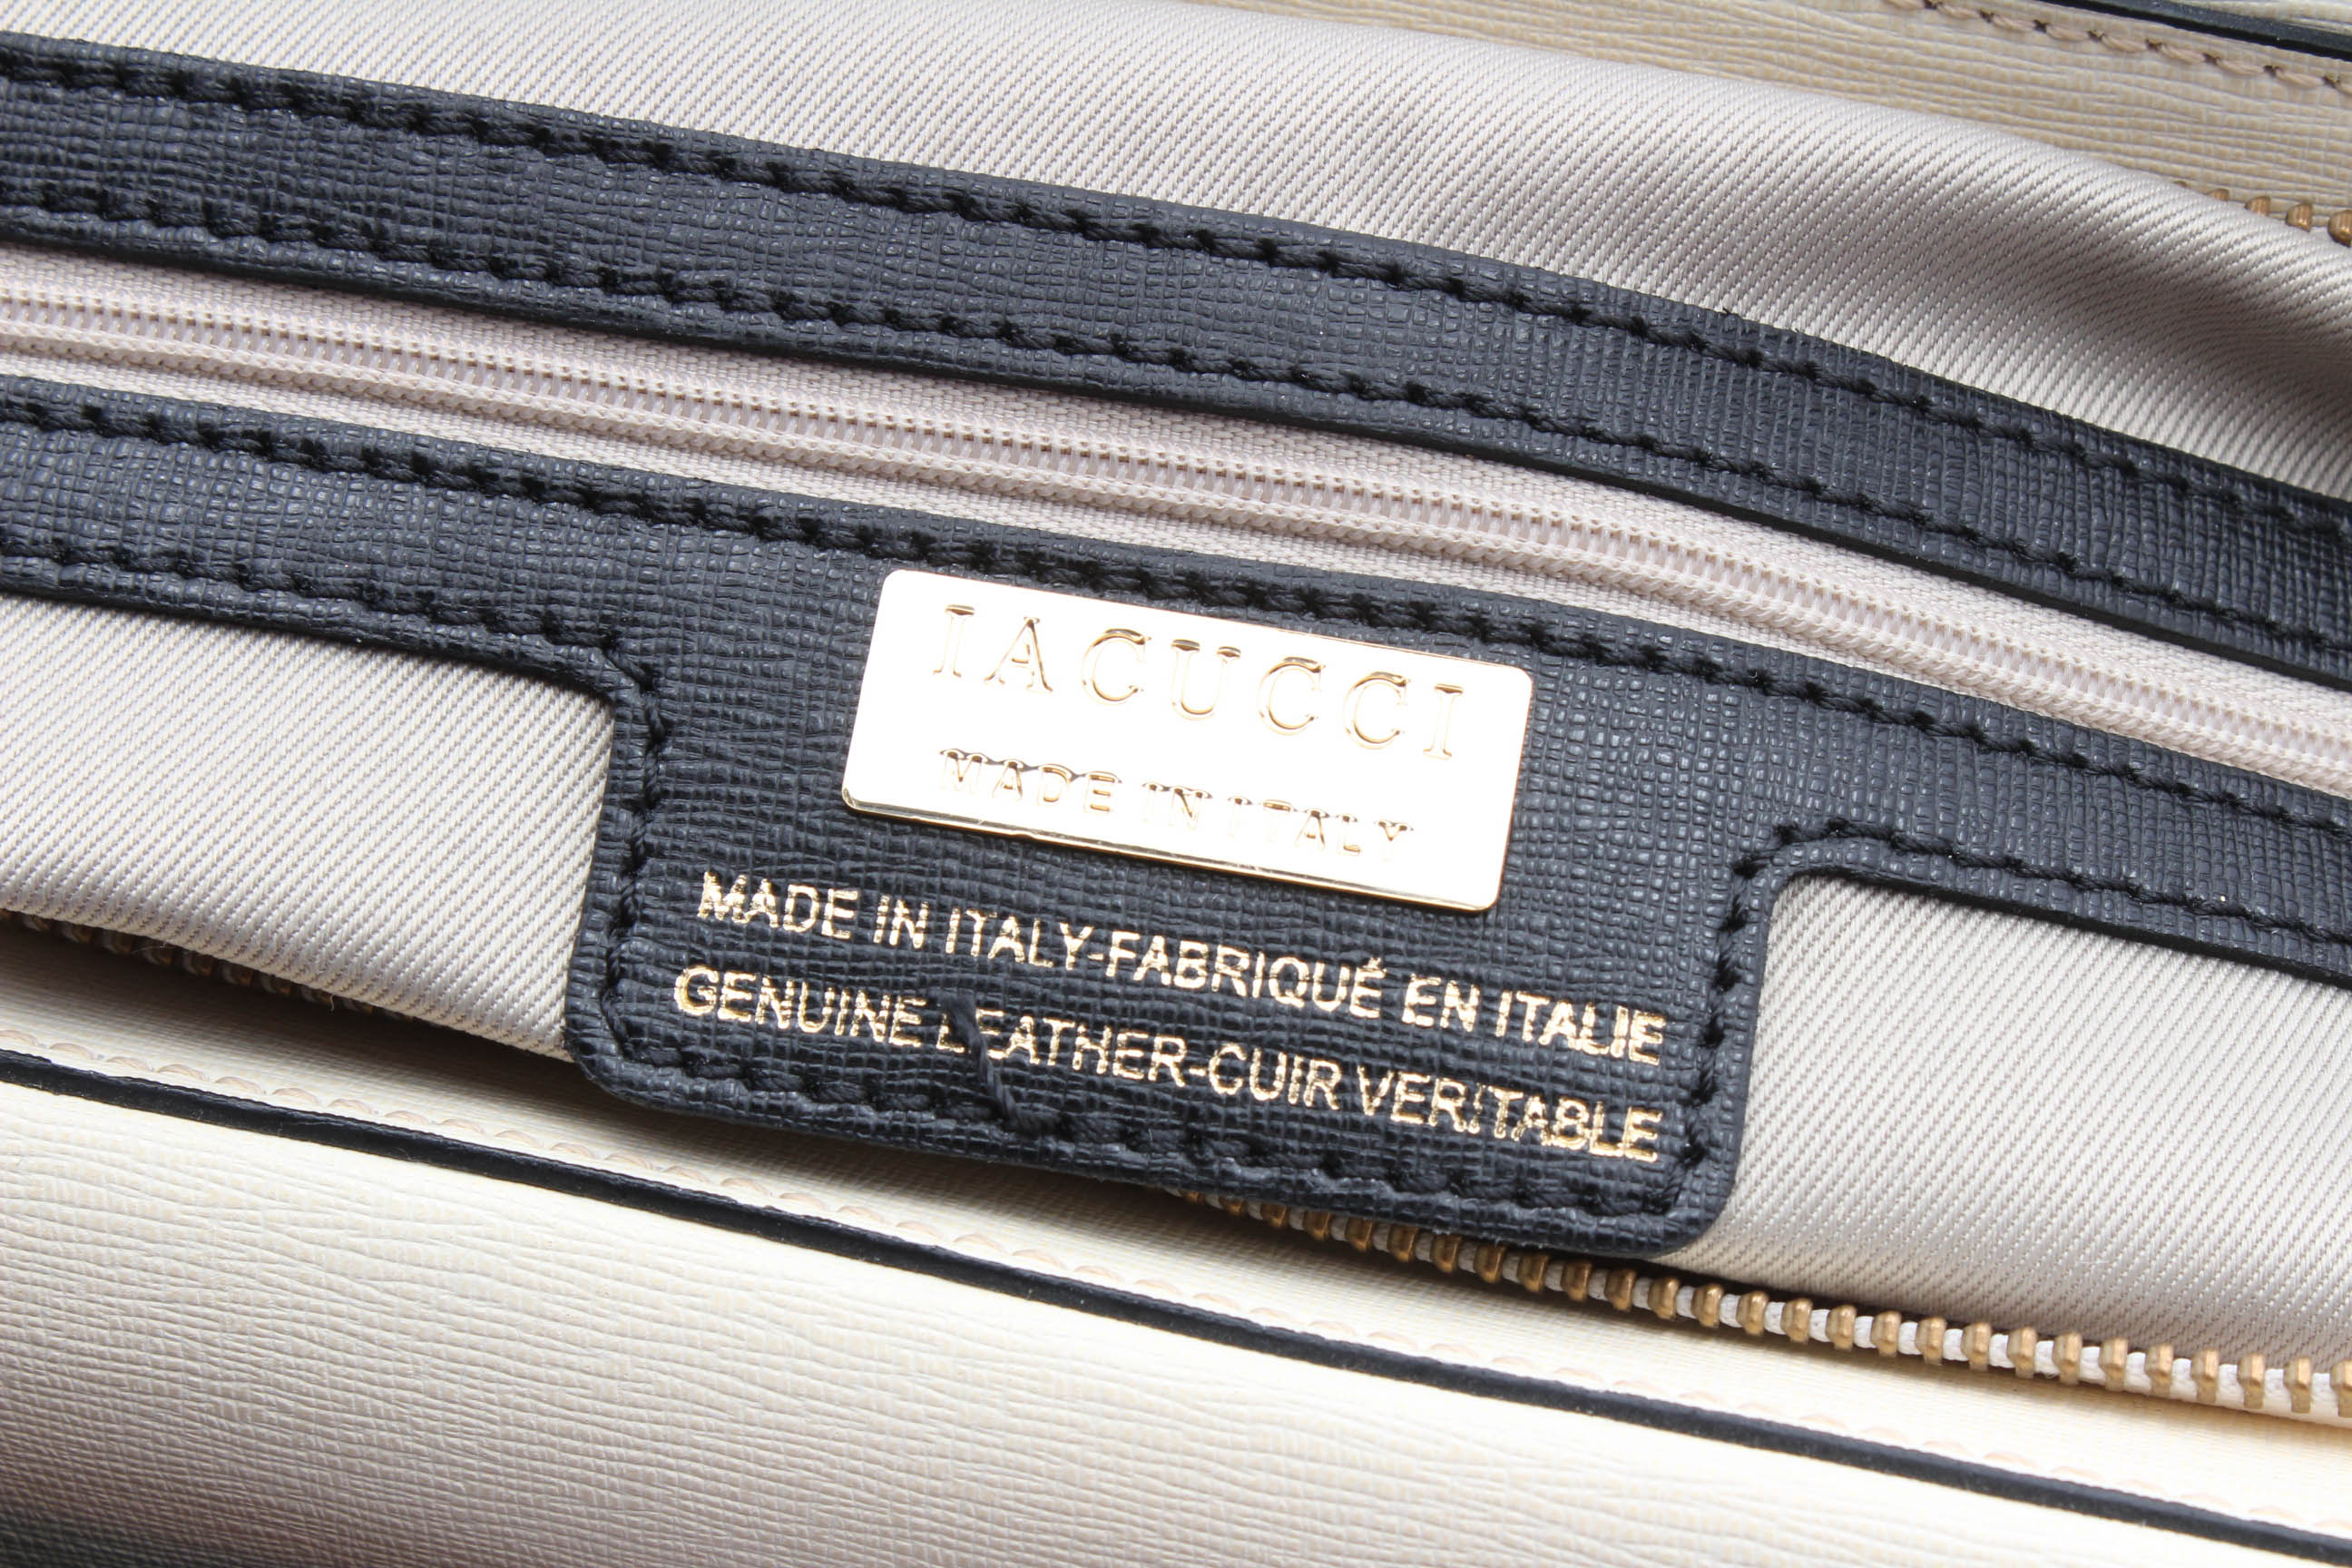 IACUCCI
MADE IN ITALY
MADE IN ITALY-FABRIQUÉ EN ITALIE
GENUINE LEATHER-CUIR VERITABLE